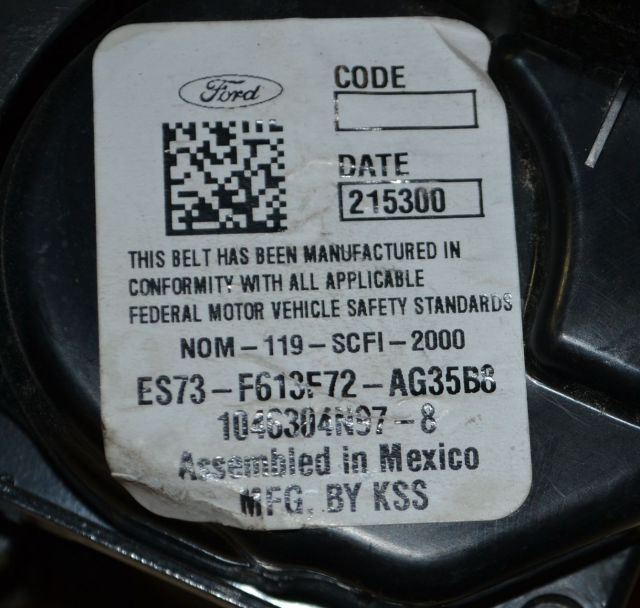 Ford
CODE
DATE
215300
THIS BELT HAS BEEN MANUFACTURED IN
CONFORMITY WITH ALL APPLICABLE
FEDERAL MOTOR VEHICLE SAFETY STANDARDS
NOM-119-SCFI-2000
ES73-F613F72-AG35B8
1046304N97-8
Assembled in Mexico
MFG. BY KSS